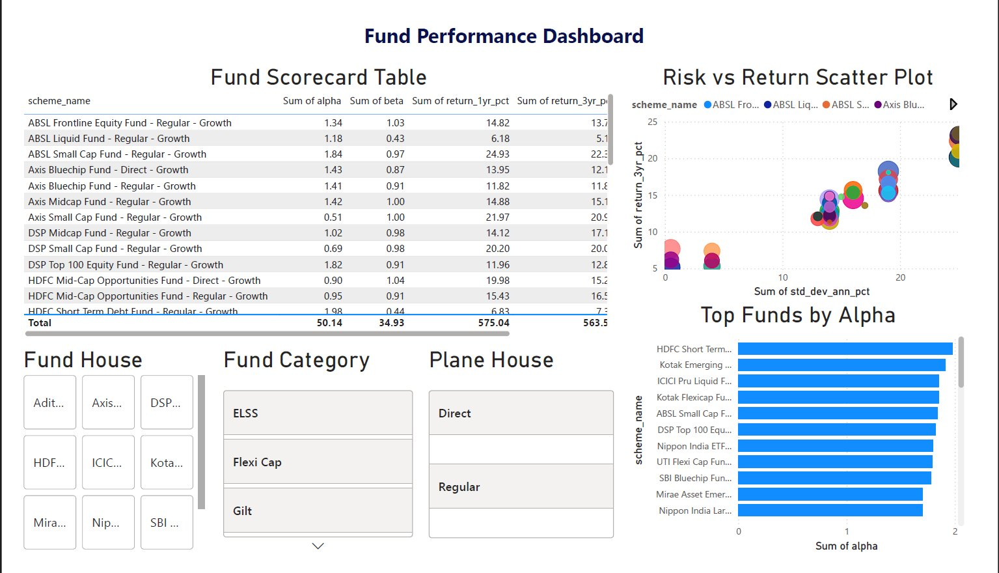 Fund Performance Dashboard
Fund Scorecard Table
scheme_name Sum of alpha Sum of beta Sum of return_1yr_pct Sum of return_3yr_p
ABSL Frontline Equity Fund - Regular - Growth 1.34 1.03 14.82 13.7
ABSL Liquid Fund - Regular - Growth 1.18 0.43 6.18 5.1
ABSL Small Cap Fund - Regular - Growth 1.84 0.97 24.93 22.3
Axis Bluechip Fund - Direct - Growth 1.43 0.87 13.95 12.1
Axis Bluechip Fund - Regular - Growth 1.41 0.91 11.82 11.8
Axis Midcap Fund - Regular - Growth 1.42 1.00 14.88 15.1
Axis Small Cap Fund - Regular - Growth 0.51 1.00 21.97 20.9
DSP Midcap Fund - Regular - Growth 1.02 0.98 14.12 17.1
DSP Small Cap Fund - Regular - Growth 0.69 0.98 20.20 20.0
DSP Top 100 Equity Fund - Regular - Growth 1.82 0.91 11.96 12.8
HDFC Mid-Cap Opportunities Fund - Direct - Growth 0.90 1.04 19.98 15.2
HDFC Mid-Cap Opportunities Fund - Regular - Growth 0.95 0.91 15.43 16.5
HDFC Short Term Debt Fund - Regular - Growth 1.98 0.44 6.83 7.3
Total 50.14 34.93 575.04 563.5
Risk vs Return Scatter Plot
scheme_name ABSL Fro... ABSL Liq... ABSL S... Axis Blu...
Sum of return_3yr_pct
25
20
15
10
5
0 10 20
Sum of std_dev_ann_pct
Top Funds by Alpha
scheme_name
HDFC Short Term...
Kotak Emerging ...
ICICI Pru Liquid F...
Kotak Flexicap Fu...
ABSL Small Cap F...
DSP Top 100 Equ...
Nippon India ETF...
UTI Flexi Cap Fun...
SBI Bluechip Fun...
Mirae Asset Emer...
Nippon India Lar...
0 1 2
Sum of alpha
Fund House
Adit... Axis... DSP...
HDF... ICIC... Kota...
Mira... Nip... SBI ...
Fund Category
ELSS
Flexi Cap
Gilt
Plane House
Direct
Regular